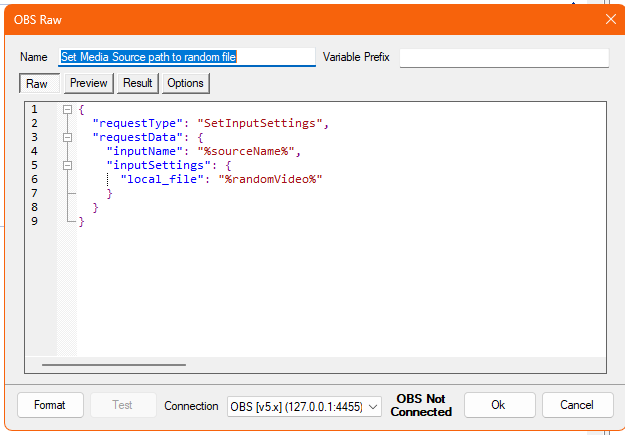 OBS Raw
Name Set Media Source path to random file Variable Prefix
Raw Preview Result Options
1 {
2 "requestType": "SetInputSettings",
3 "requestData": {
4 "inputName": "%sourceName%",
5 "inputSettings": {
6 "local_file": "%randomVideo%"
7 }
8 }
9 }
Format Test Connection OBS [v5.x] (127.0.0.1:4455) OBS Not Connected Ok Cancel